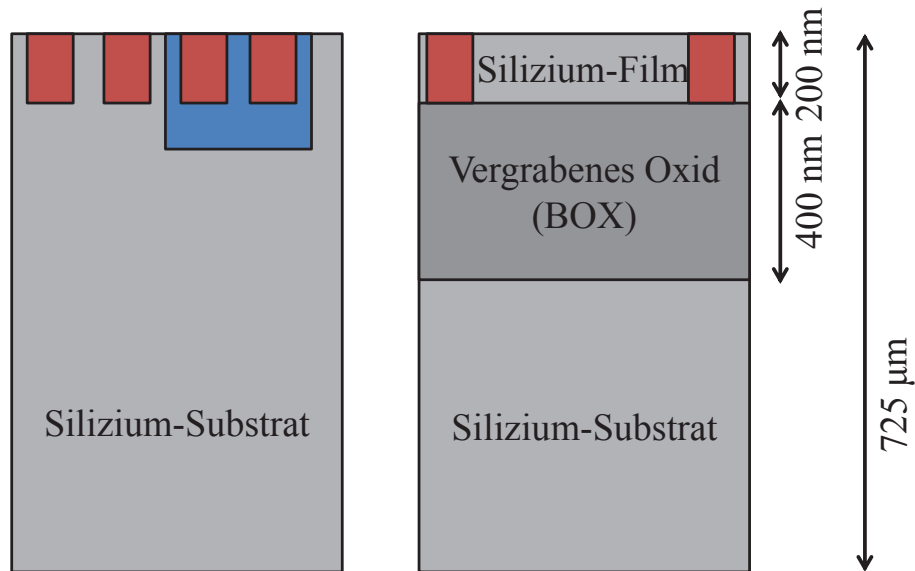 Silizium-Film
200 nm
Vergrabenes Oxid
(BOX)
400 nm
Silizium-Substrat
Silizium-Substrat
725 µm